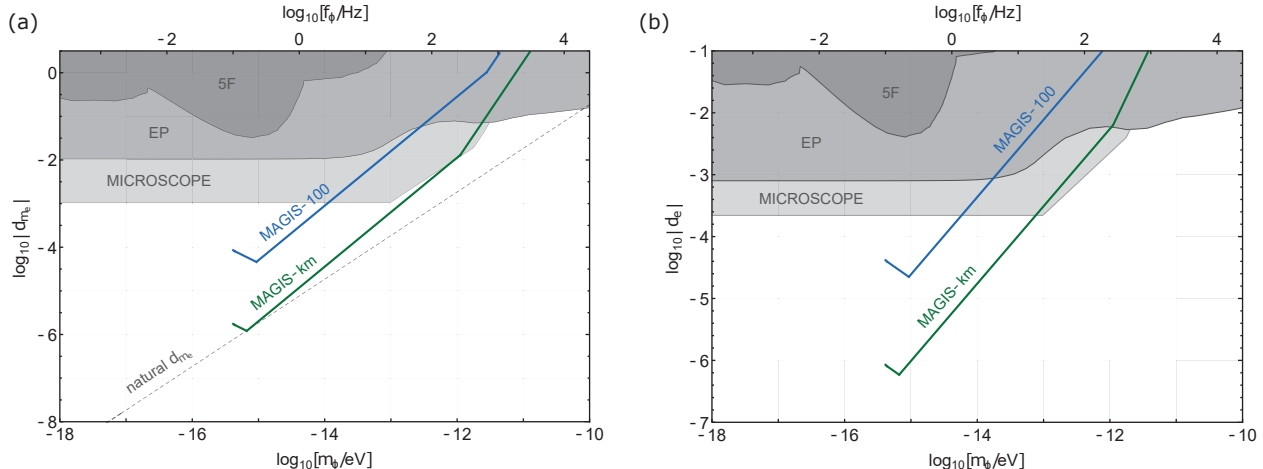 (a)
log10[fϕ/Hz]
-2 0 2 4
log10|dme|
0
-2
-4
-6
-8
5F
EP
MICROSCOPE
MAGIS-100
MAGIS-km
natural dme
-18 -16 -14 -12 -10
log10[mϕ/eV]
(b)
log10[fϕ/Hz]
-2 0 2 4
log10|de|
-1
-2
-3
-4
-5
-6
-7
5F
EP
MICROSCOPE
MAGIS-100
MAGIS-km
-18 -16 -14 -12 -10
log10[mϕ/eV]